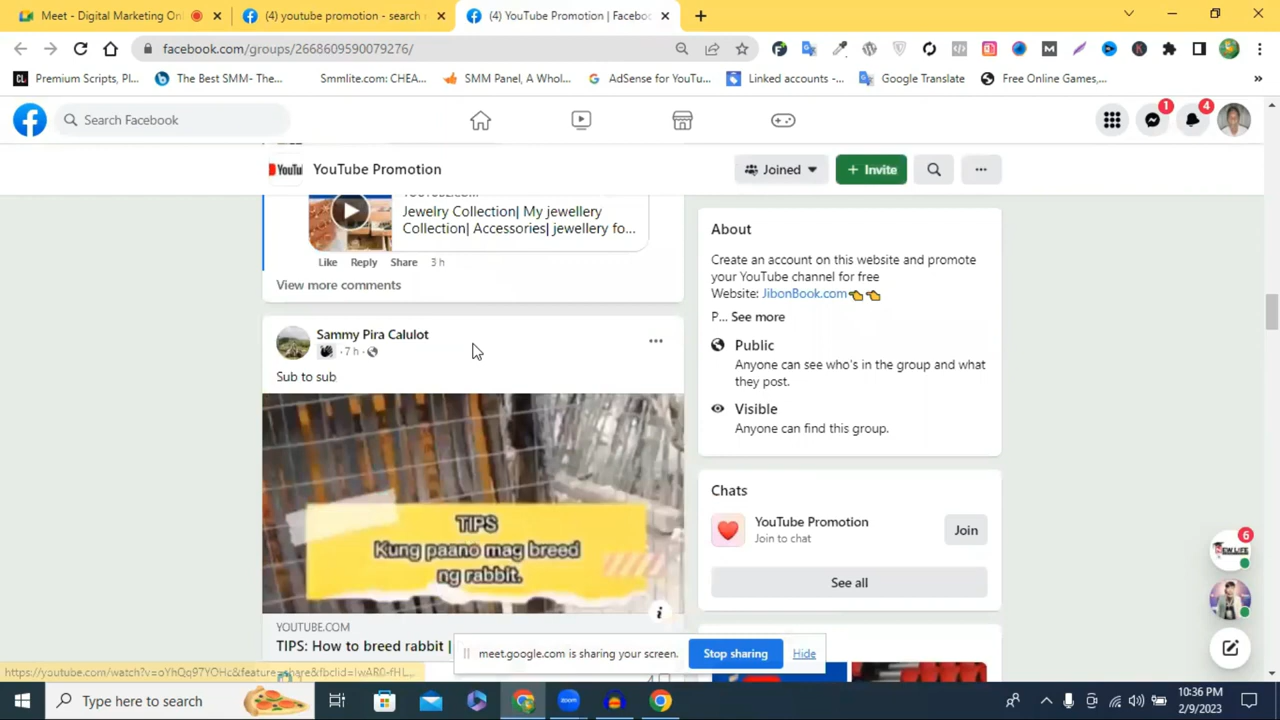 Meet - Digital Marketing Onl
(4) youtube promotion - search
(4) YouTube Promotion | Faceboo
facebook.com/groups/2668609590079276/
CL Premium Scripts, Pl...
The Best SMM- The...
Smmlite.com: CHEA...
SMM Panel, A Whol...
AdSense for YouTu...
Linked accounts -...
Google Translate
Free Online Games,...
Search Facebook
1
4
YouTu
YouTube Promotion
Joined
+ Invite
Jewelry Collection| My jewellery
Collection| Accessories| jewellery fo...
Like Reply Share 3 h
View more comments
Sammy Pira Calulot
7 h
Sub to sub
TIPS
Kung paano mag breed
ng rabbit.
YOUTUBE.COM
TIPS: How to breed rabbit |
About
Create an account on this website and promote
your YouTube channel for free
Website: JibonBook.com
P... See more
Public
Anyone can see who's in the group and what
they post.
Visible
Anyone can find this group.
Chats
YouTube Promotion
Join to chat
Join
See all
6
meet.google.com is sharing your screen.
Stop sharing
Hide
Type here to search
10:36 PM
2/9/2023